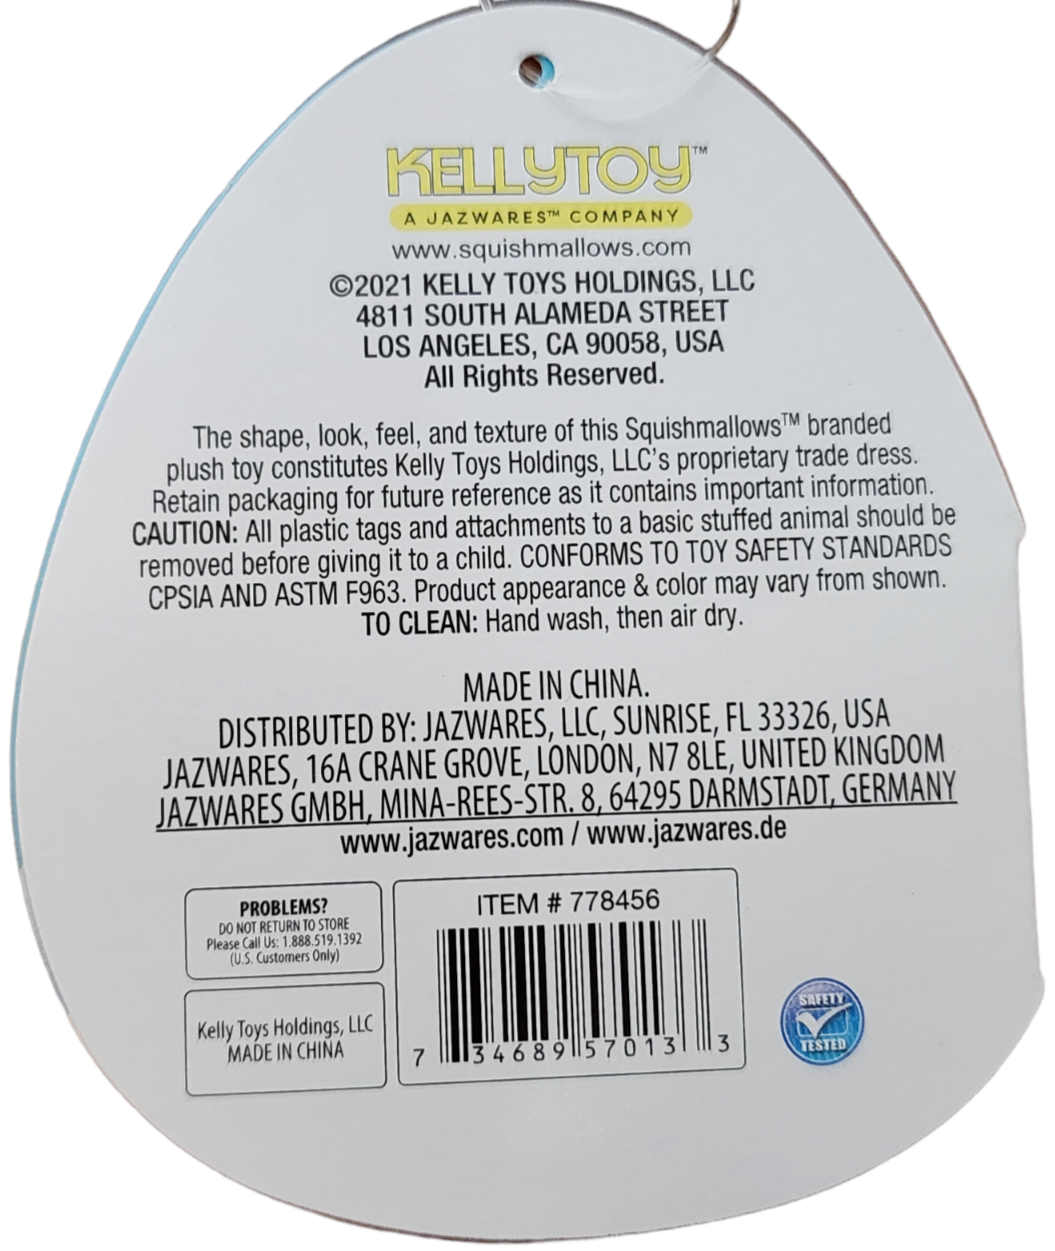 KELLYTOY™
A JAZWARES™ COMPANY
www.squishmallows.com
©2021 KELLY TOYS HOLDINGS, LLC
4811 SOUTH ALAMEDA STREET
LOS ANGELES, CA 90058, USA
All Rights Reserved.
The shape, look, feel, and texture of this Squishmallows™ branded
plush toy constitutes Kelly Toys Holdings, LLC's proprietary trade dress.
Retain packaging for future reference as it contains important information.
CAUTION: All plastic tags and attachments to a basic stuffed animal should be
removed before giving it to a child. CONFORMS TO TOY SAFETY STANDARDS
CPSIA AND ASTM F963. Product appearance & color may vary from shown.
TO CLEAN: Hand wash, then air dry.
MADE IN CHINA.
DISTRIBUTED BY: JAZWARES, LLC, SUNRISE, FL 33326, USA
JAZWARES, 16A CRANE GROVE, LONDON, N7 8LE, UNITED KINGDOM
JAZWARES GMBH, MINA-REES-STR. 8, 64295 DARMSTADT, GERMANY
www.jazwares.com / www.jazwares.de
PROBLEMS?
DO NOT RETURN TO STORE
Please Call Us: 1.888.519.1392
(U.S. Customers Only)
Kelly Toys Holdings, LLC
MADE IN CHINA
ITEM # 778456
7 34689 57013 3
SAFETY
TESTED